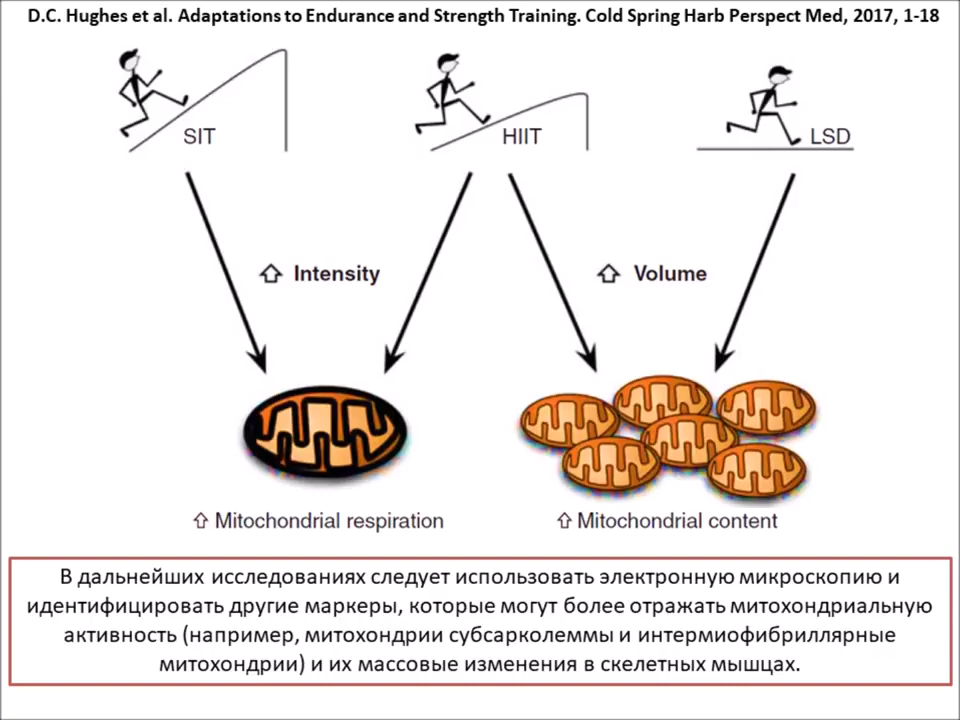 D.C. Hughes et al. Adaptations to Endurance and Strength Training. Cold Spring Harb Perspect Med, 2017, 1-18
SIT
HIIT
LSD
Intensity
Volume
Mitochondrial respiration
Mitochondrial content
В дальнейших исследованиях следует использовать электронную микроскопию и
идентифицировать другие маркеры, которые могут более отражать митохондриальную
активность (например, митохондрии субсарколеммы и интермиофибриллярные
митохондрии) и их массовые изменения в скелетных мышцах.